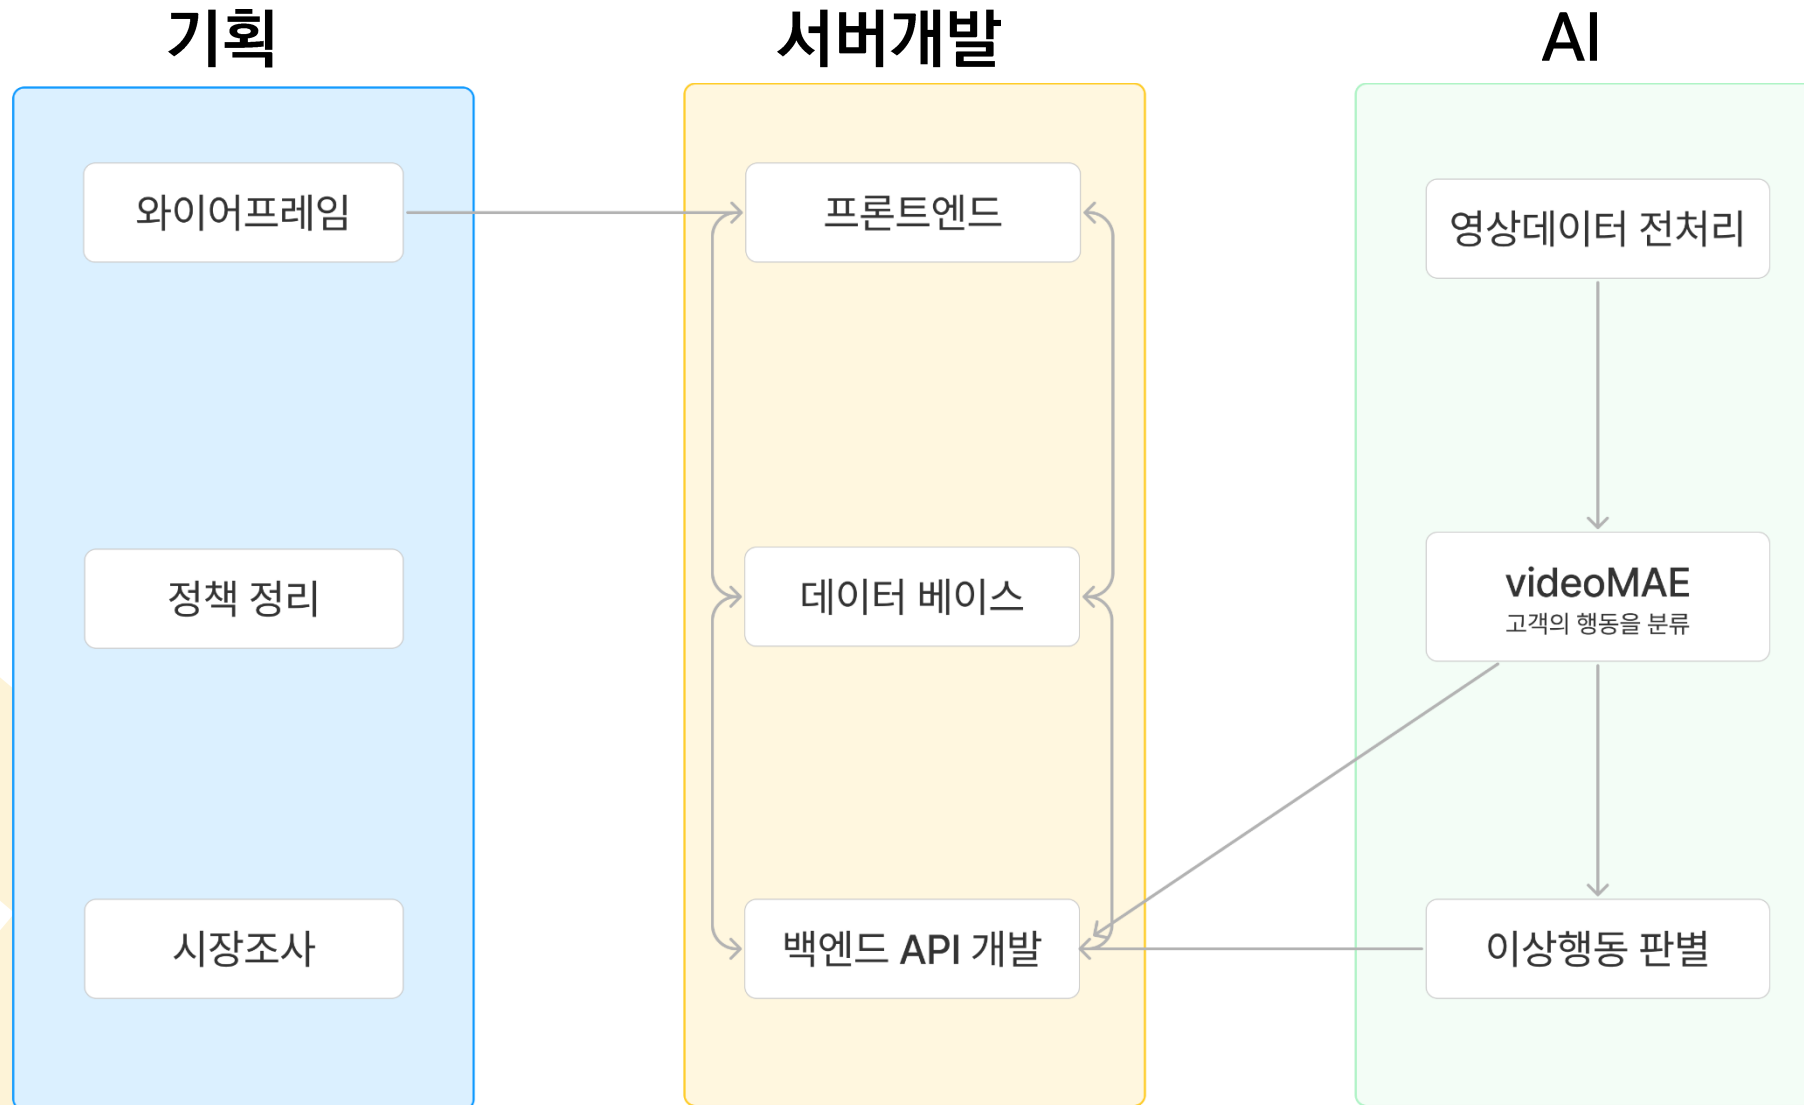 기획
와이어프레임
정책 정리
시장조사
서버개발
프론트엔드
데이터 베이스
백엔드 API 개발
AI
영상데이터 전처리
videoMAE
고객의 행동을 분류
이상행동 판별